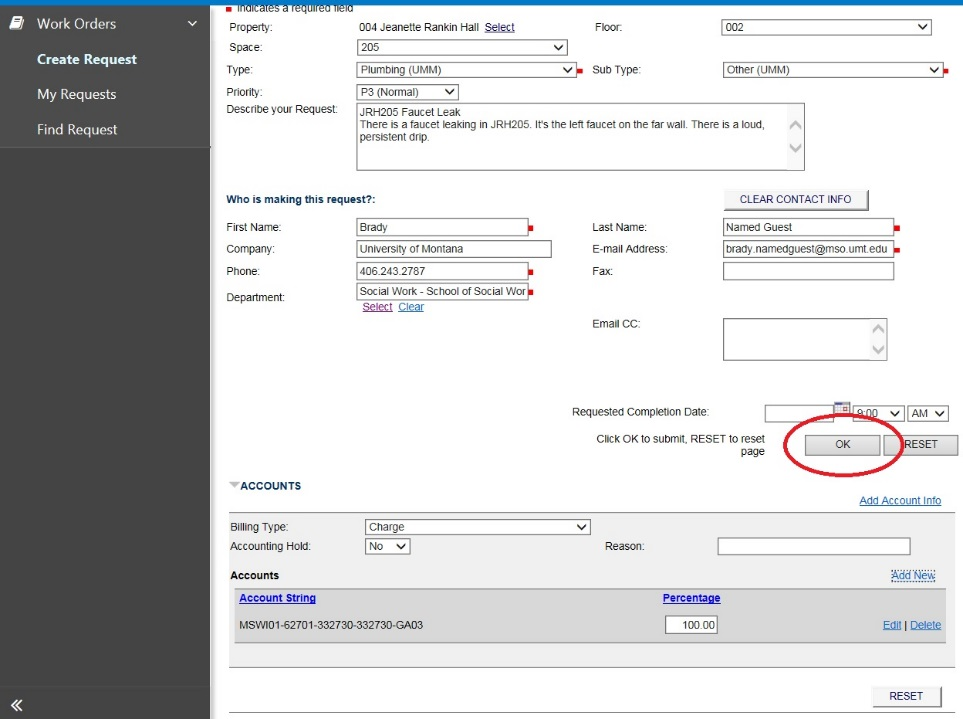 Indicates a required field
Work Orders
Create Request
My Requests
Find Request
Property: 004 Jeanette Rankin Hall Select Floor: 002
Space: 205
Type: Plumbing (UMM) Sub Type: Other (UMM)
Priority: P3 (Normal)
Describe your Request: JRH205 Faucet Leak
There is a faucet leaking in JRH205. It's the left faucet on the far wall. There is a loud,
persistent drip.
Who is making this request?: CLEAR CONTACT INFO
First Name: Brady Last Name: Named Guest
Company: University of Montana E-mail Address: brady.namedguest@mso.umt.edu
Phone: 406.243.2787 Fax:
Department: Social Work - School of Social Wor
Select Clear
Email CC:
Requested Completion Date: 9:00 AM
Click OK to submit, RESET to reset
page
OK RESET
ACCOUNTS
Add Account Info
Billing Type: Charge
Accounting Hold: No Reason:
Accounts Add New
Account String Percentage
MSWI01-62701-332730-332730-GA03 100.00 Edit | Delete
RESET